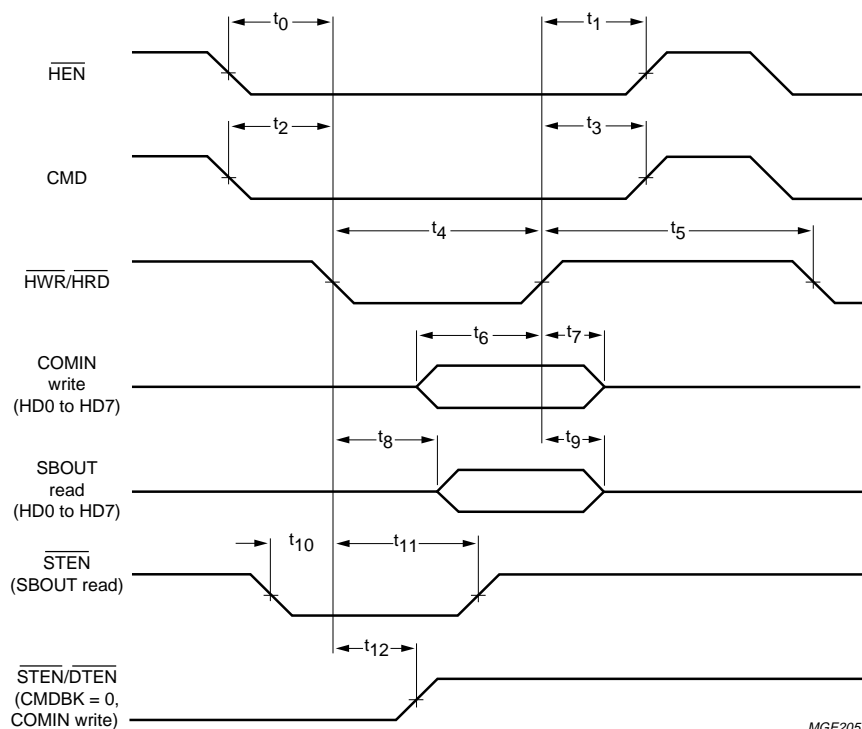 t0
t1
HEN
t2
t3
CMD
t4
t5
HWR/HRD
t6
t7
COMIN
write
(HD0 to HD7)
t8
t9
SBOUT
read
(HD0 to HD7)
t10
t11
STEN
(SBOUT read)
t12
STEN/DTEN
(CMDBK = 0,
COMIN write)
MGE205